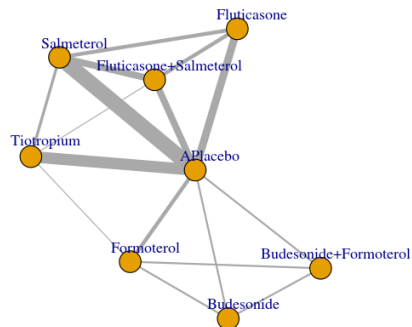 Fluticasone
Salmeterol
Fluticasone+Salmeterol
Tiotropium
APlacebo
Formoterol
Budesonide+Formoterol
Budesonide